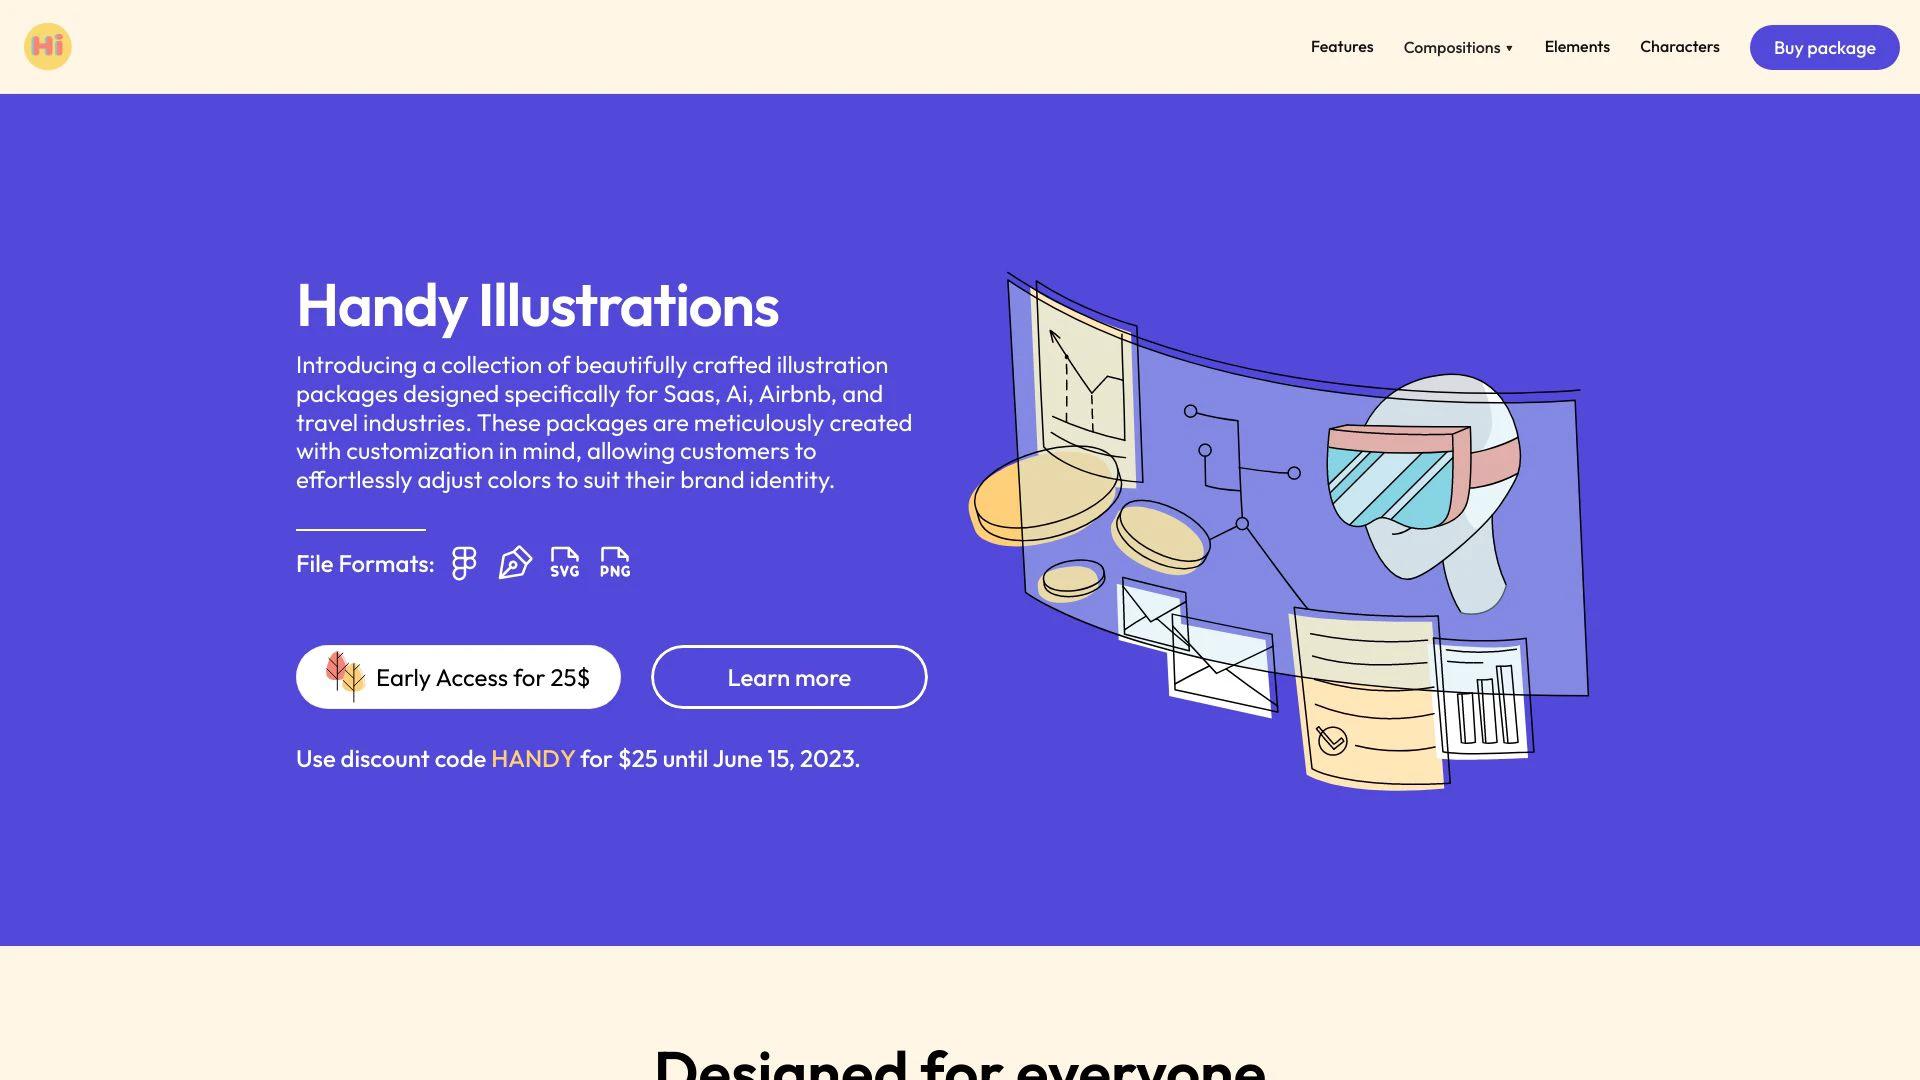 Hi
Features
Compositions ▾
Elements
Characters
Buy package
Handy Illustrations
Introducing a collection of beautifully crafted illustration
packages designed specifically for Saas, Ai, Airbnb, and
travel industries. These packages are meticulously created
with customization in mind, allowing customers to
effortlessly adjust colors to suit their brand identity.
File Formats:
SVG
PNG
Early Access for 25$
Learn more
Use discount code HANDY for $25 until June 15, 2023.
Designed for everyone